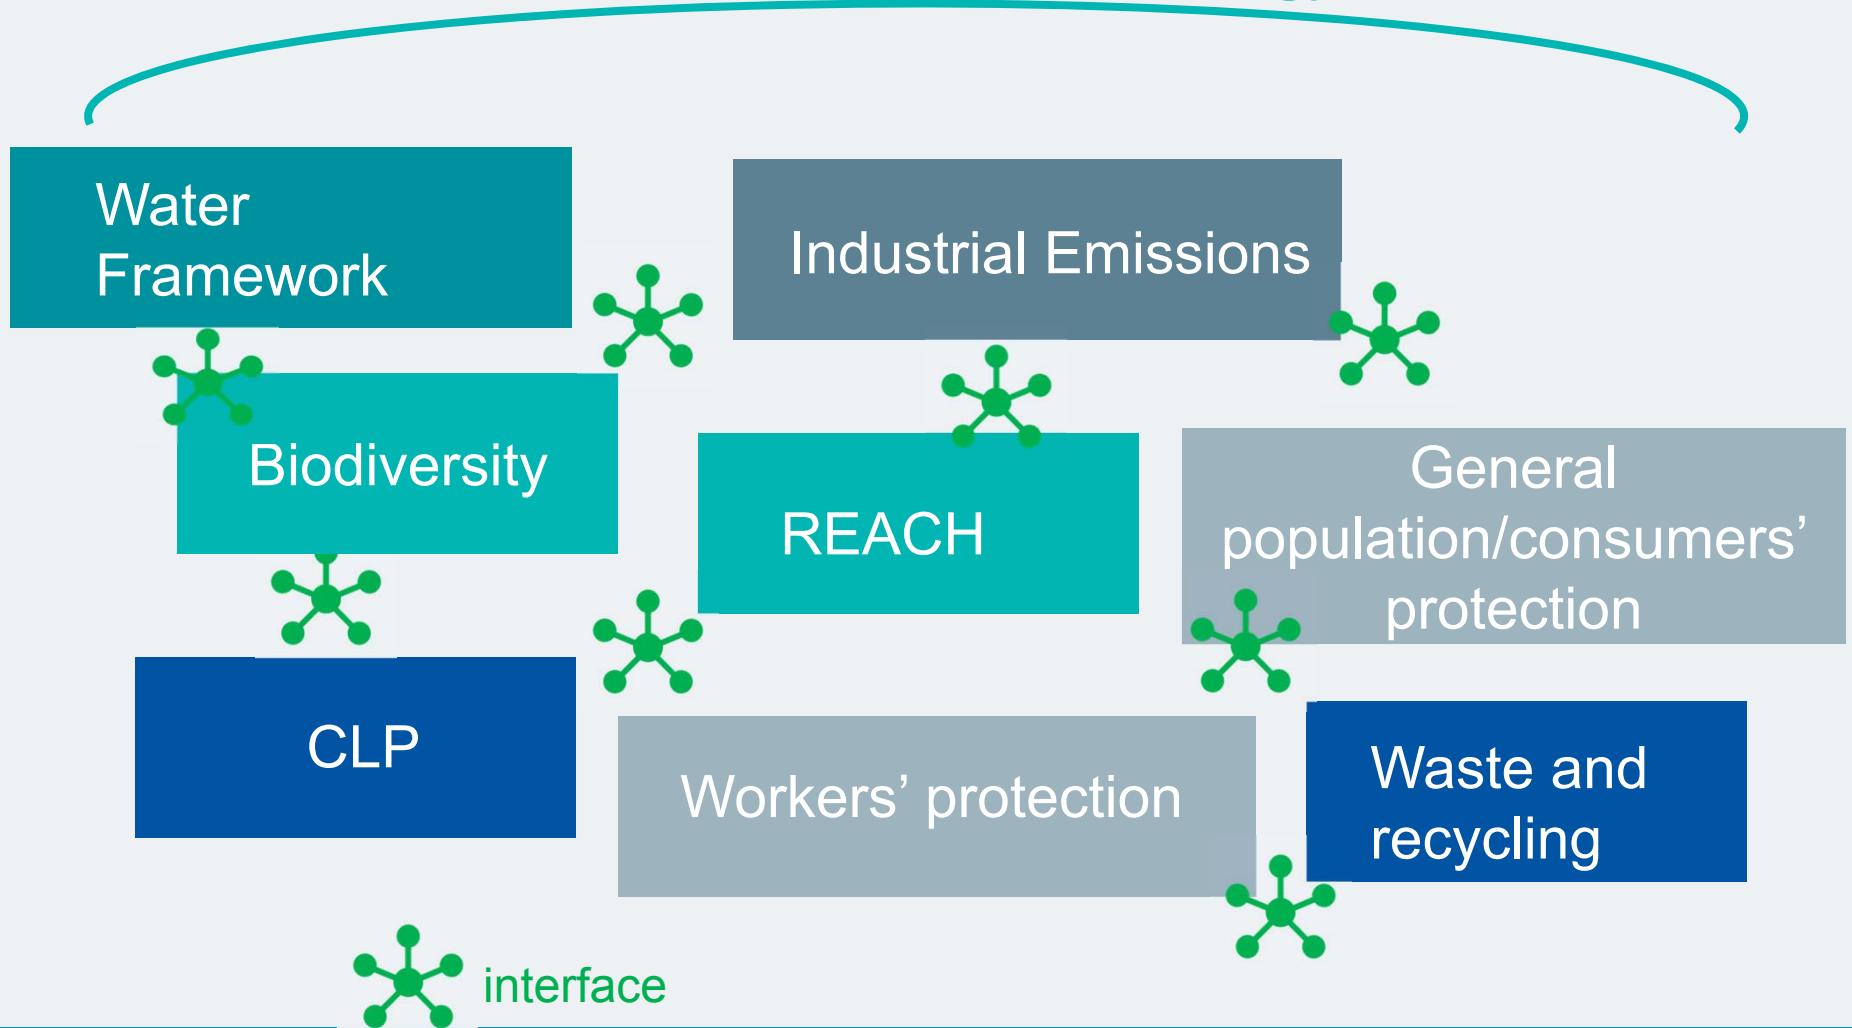 Water
Framework
Industrial Emissions
Biodiversity
REACH
General
population/consumers’
protection
CLP
Workers’ protection
Waste and
recycling
interface